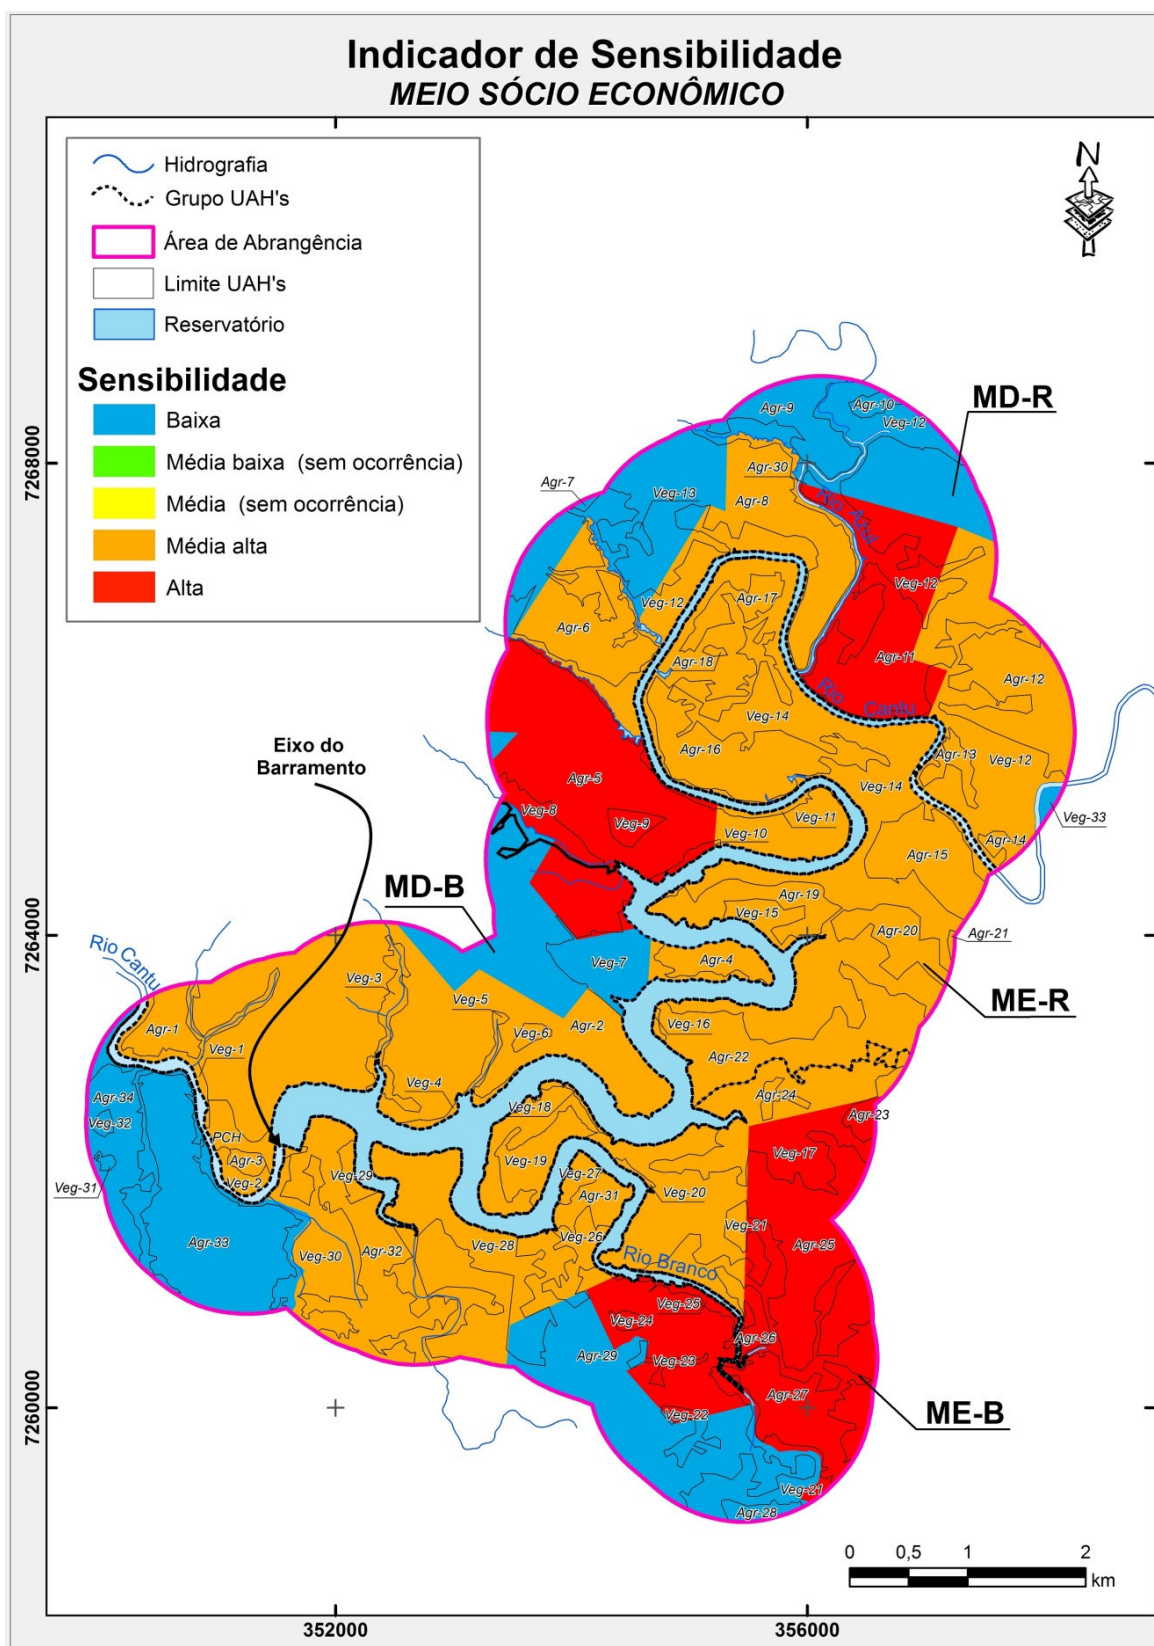 Indicador de Sensibilidade
MEIO SÓCIO ECONÔMICO
Hidrografia
Grupo UAH's
Área de Abrangência
Limite UAH's
Reservatório
Sensibilidade
Baixa
Média baixa (sem ocorrência)
Média (sem ocorrência)
Média alta
Alta
N
MD-R
Agr-9
Agr-10
Veg-12
7268000
Agr-30
Agr-7
Veg-13
Agr-8
Rio Azul
Veg-12
Veg-12
Agr-17
Agr-6
Agr-11
Agr-18
Agr-12
Rio Cantu
Veg-14
Agr-16
Agr-13
Veg-12
Eixo do
Barramento
Agr-5
Veg-14
Veg-8
Veg-9
Veg-11
Veg-33
Veg-10
Agr-14
Agr-15
MD-B
Agr-19
Veg-15
7264000
Agr-20
Agr-21
Rio Cantu
Veg-7
Agr-4
Veg-3
ME-R
Veg-5
Agr-1
Agr-2
Veg-16
Veg-6
Veg-1
Agr-22
Veg-4
Agr-34
Agr-24
Veg-18
Agr-23
Veg-32
PCH
Agr-3
Veg-19
Veg-17
Veg-31
Veg-2
Veg-29
Veg-27
Agr-31
Veg-20
Veg-21
Agr-33
Veg-30
Agr-32
Veg-28
Veg-26
Agr-25
Rio Branco
Veg-25
Veg-24
Agr-26
Agr-29
Veg-23
Agr-27
ME-B
7260000
Veg-22
Veg-21
Agr-28
0 0,5 1 2
km
352000
356000